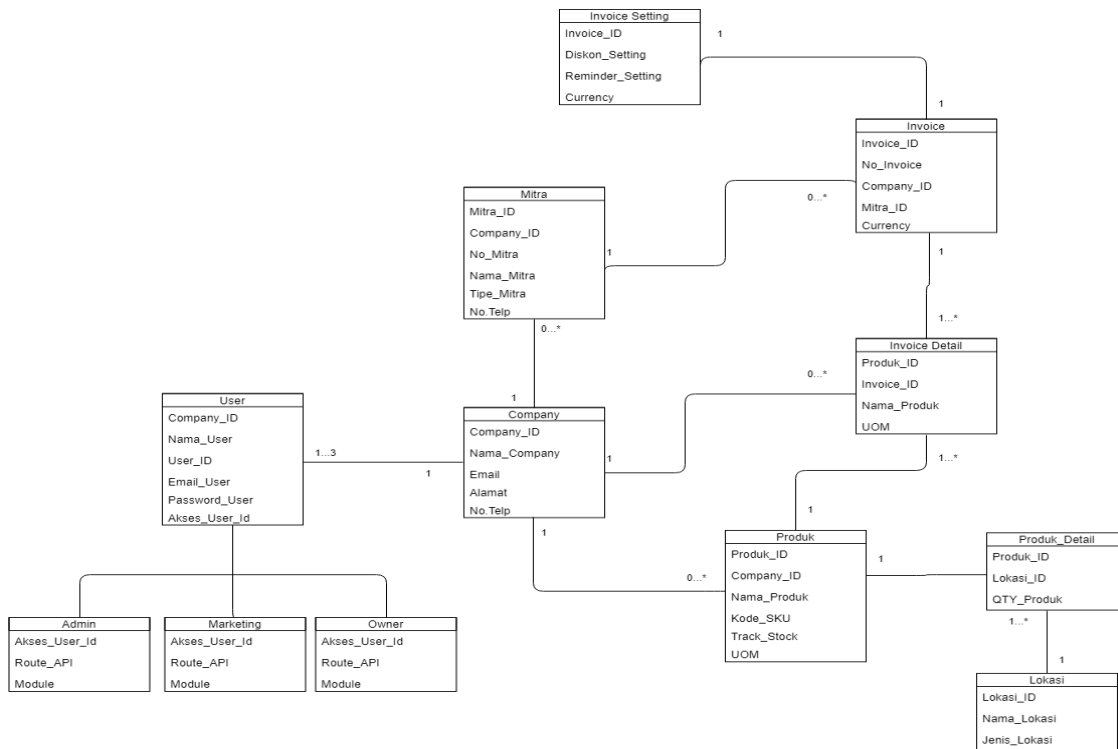 Invoice Setting
Invoice_ID
Diskon_Setting
Reminder_Setting
Currency
1
1
Invoice
Invoice_ID
No_Invoice
Company_ID
Mitra_ID
Currency
0...*
1
Mitra
Mitra_ID
Company_ID
No_Mitra
Nama_Mitra
Tipe_Mitra
No.Telp
1
0...*
1
1...*
Invoice Detail
Produk_ID
Invoice_ID
Nama_Produk
UOM
0...*
1...*
User
Company_ID
Nama_User
User_ID
Email_User
Password_User
Akses_User_Id
1...3
1
Company
Company_ID
Nama_Company
Email
Alamat
No.Telp
1
1
0...*
1
Produk
Produk_ID
Company_ID
Nama_Produk
Kode_SKU
Track_Stock
UOM
1
Produk_Detail
Produk_ID
Lokasi_ID
QTY_Produk
1...*
1
Admin
Akses_User_Id
Route_API
Module
Marketing
Akses_User_Id
Route_API
Module
Owner
Akses_User_Id
Route_API
Module
Lokasi
Lokasi_ID
Nama_Lokasi
Jenis_Lokasi